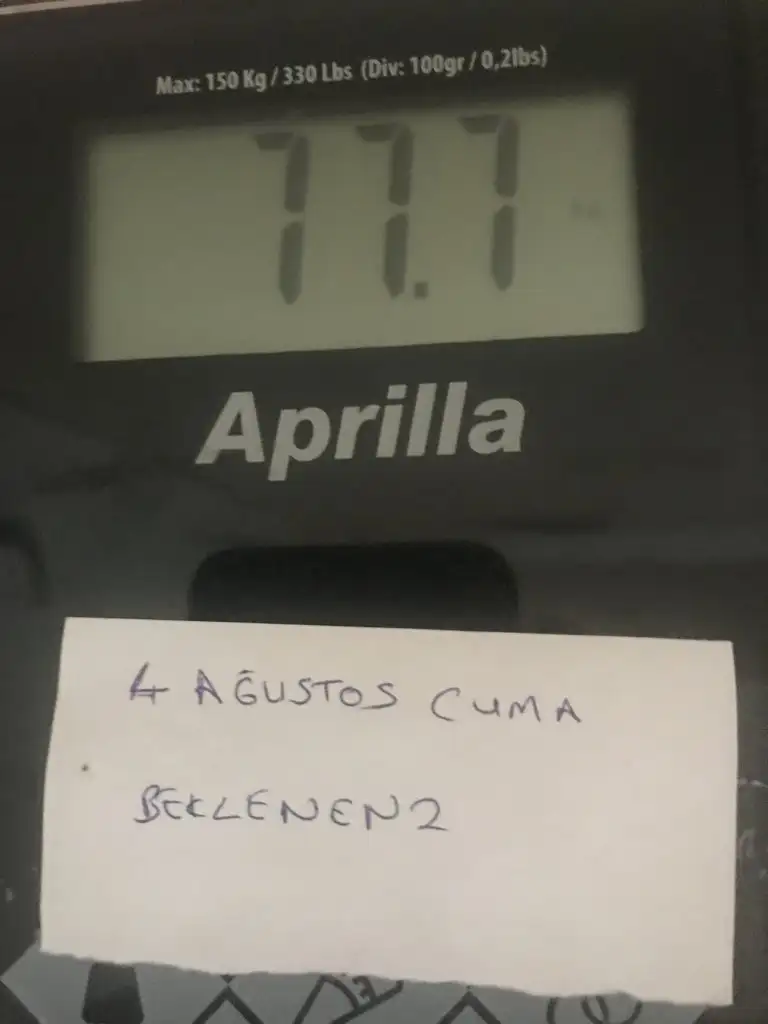 Max: 150 Kg / 330 Lbs (Div: 100gr / 0,2lbs)
77.7
Aprilla
4 AĞUSTOS CUMA
BEKLENEN2